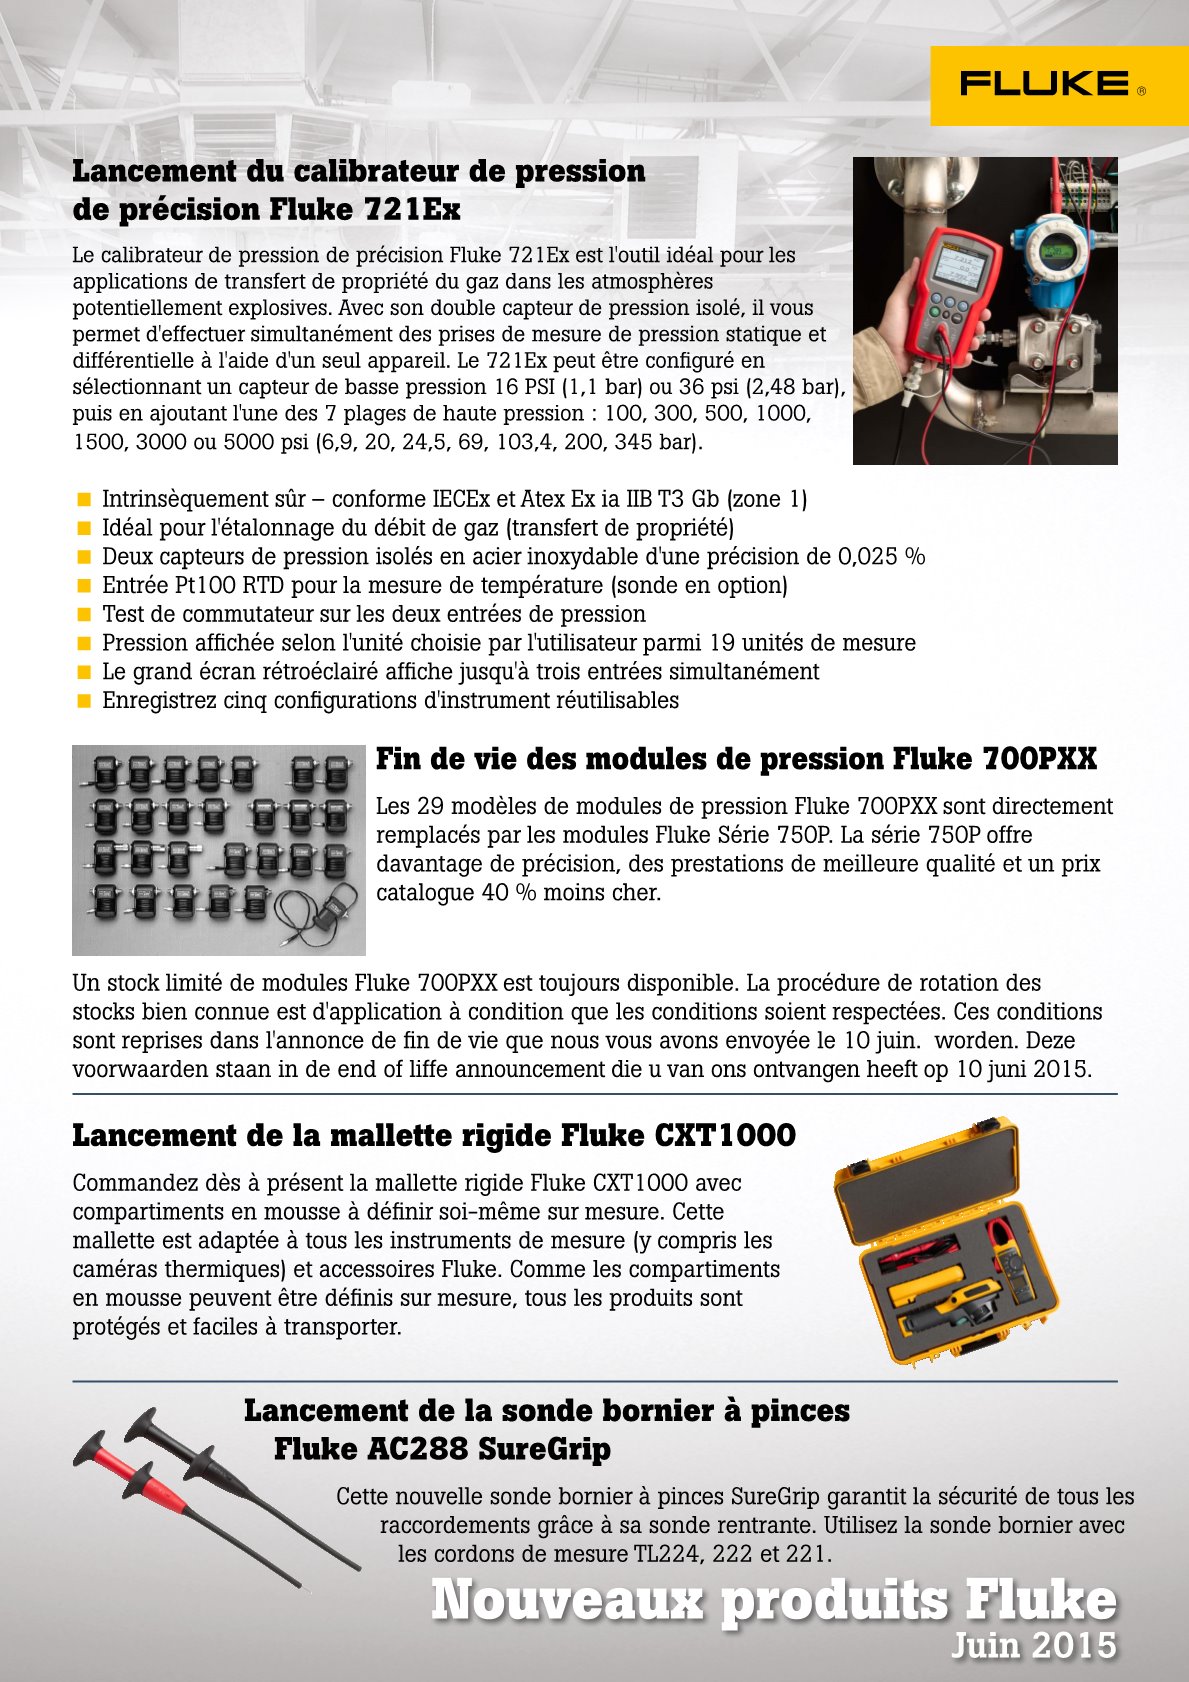 FLUKE ®
Lancement du calibrateur de pression
de précision Fluke 721Ex
Le calibrateur de pression de précision Fluke 721Ex est l'outil idéal pour les
applications de transfert de propriété du gaz dans les atmosphères
potentiellement explosives. Avec son double capteur de pression isolé, il vous
permet d'effectuer simultanément des prises de mesure de pression statique et
différentielle à l'aide d'un seul appareil. Le 721Ex peut être configuré en
sélectionnant un capteur de basse pression 16 PSI (1,1 bar) ou 36 psi (2,48 bar),
puis en ajoutant l'une des 7 plages de haute pression : 100, 300, 500, 1000,
1500, 3000 ou 5000 psi (6,9, 20, 24,5, 69, 103,4, 200, 345 bar).
Intrinsèquement sûr – conforme IECEx et Atex Ex ia IIB T3 Gb (zone 1)
Idéal pour l'étalonnage du débit de gaz (transfert de propriété)
Deux capteurs de pression isolés en acier inoxydable d'une précision de 0,025 %
Entrée Pt100 RTD pour la mesure de température (sonde en option)
Test de commutateur sur les deux entrées de pression
Pression affichée selon l'unité choisie par l'utilisateur parmi 19 unités de mesure
Le grand écran rétroéclairé affiche jusqu'à trois entrées simultanément
Enregistrez cinq configurations d'instrument réutilisables
Fin de vie des modules de pression Fluke 700PXX
Les 29 modèles de modules de pression Fluke 700PXX sont directement
remplacés par les modules Fluke Série 750P. La série 750P offre
davantage de précision, des prestations de meilleure qualité et un prix
catalogue 40 % moins cher.
Un stock limité de modules Fluke 700PXX est toujours disponible. La procédure de rotation des
stocks bien connue est d'application à condition que les conditions soient respectées. Ces conditions
sont reprises dans l'annonce de fin de vie que nous vous avons envoyée le 10 juin.  worden. Deze
voorwaarden staan in de end of liffe announcement die u van ons ontvangen heeft op 10 juni 2015.
Lancement de la mallette rigide Fluke CXT1000
Commandez dès à présent la mallette rigide Fluke CXT1000 avec
compartiments en mousse à définir soi-même sur mesure. Cette
mallette est adaptée à tous les instruments de mesure (y compris les
caméras thermiques) et accessoires Fluke. Comme les compartiments
en mousse peuvent être définis sur mesure, tous les produits sont
protégés et faciles à transporter.
Lancement de la sonde bornier à pinces
Fluke AC288 SureGrip
Cette nouvelle sonde bornier à pinces SureGrip garantit la sécurité de tous les
raccordements grâce à sa sonde rentrante. Utilisez la sonde bornier avec
les cordons de mesure TL224, 222 et 221.
Nouveaux produits Fluke
Juin 2015